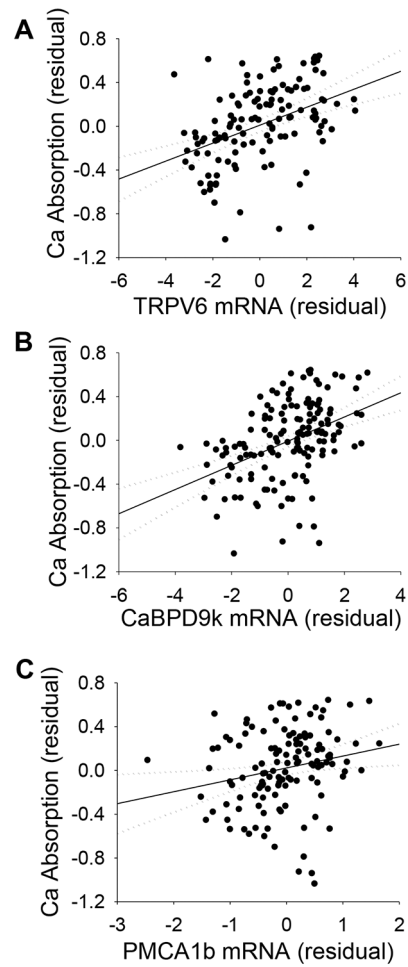 A
Ca Absorption (residual)
0.8
0.4
0.0
-0.4
-0.8
-1.2
-6 -4 -2 0 2 4 6
TRPV6 mRNA (residual)
B
Ca Absorption (residual)
0.8
0.4
0.0
-0.4
-0.8
-1.2
-6 -4 -2 0 2 4
CaBPD9k mRNA (residual)
C
Ca Absorption (residual)
0.8
0.4
0.0
-0.4
-0.8
-1.2
-3 -2 -1 0 1 2
PMCA1b mRNA (residual)